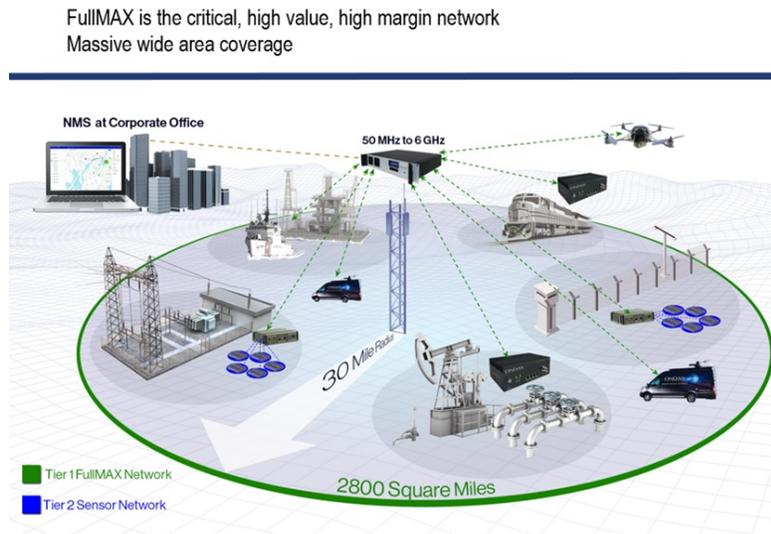 FullMAX is the critical, high value, high margin network
Massive wide area coverage
NMS at Corporate Office
50 MHz to 6 GHz
30 Mile Radius
ONDAS
2800 Square Miles
Tier 1 FullMAX Network
Tier 2 Sensor Network